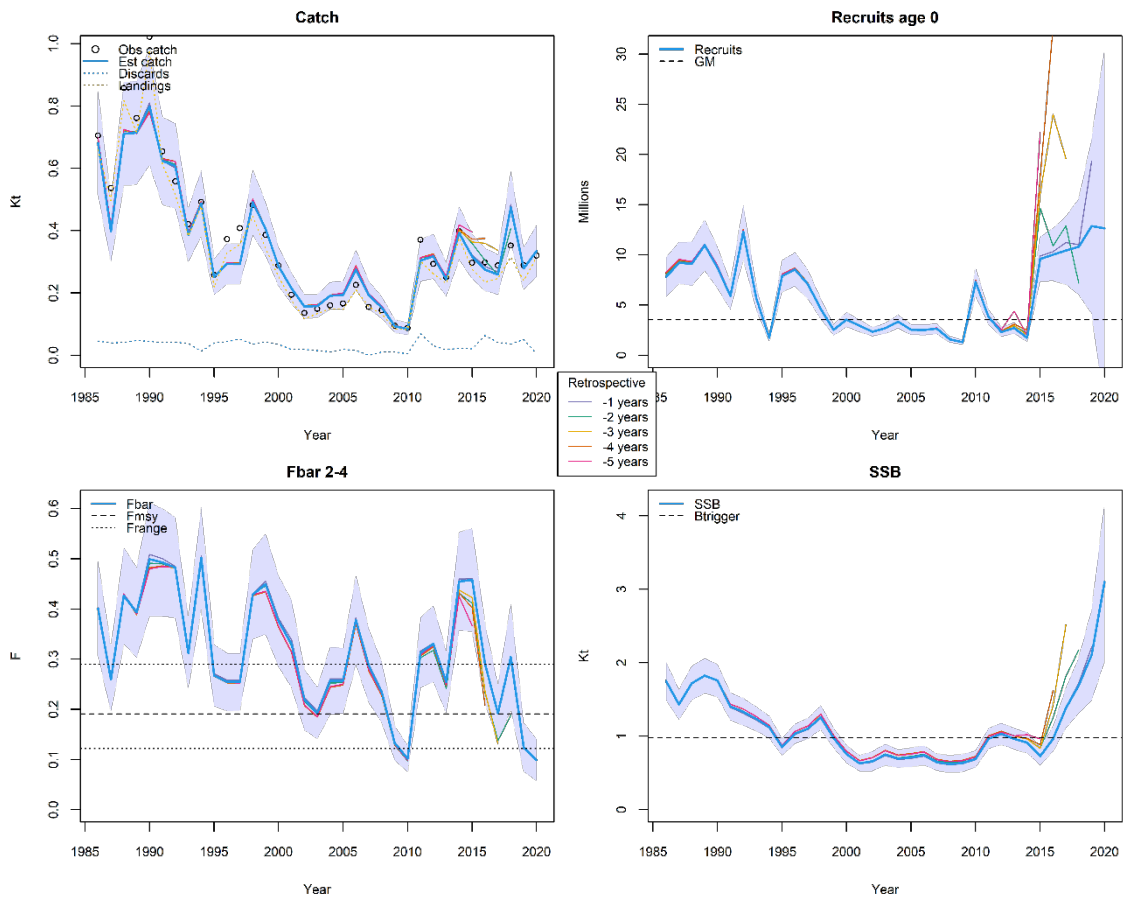 Catch
Kt
1.0
0.8
0.6
0.4
0.2
0.0
Obs catch
Est catch
Discards
Landings
1985 1990 1995 2000 2005 2010 2015 2020
Year
Recruits age 0
Millions
30
25
20
15
10
5
0
Recruits
GM
1985 1990 1995 2000 2005 2010 2015 2020
Year
Retrospective
-1 years
-2 years
-3 years
-4 years
-5 years
Fbar 2-4
F
0.6
0.5
0.4
0.3
0.2
0.1
0.0
Fbar
Fmsy
Frange
1985 1990 1995 2000 2005 2010 2015 2020
Year
SSB
Kt
4
3
2
1
0
SSB
Btrigger
1985 1990 1995 2000 2005 2010 2015 2020
Year